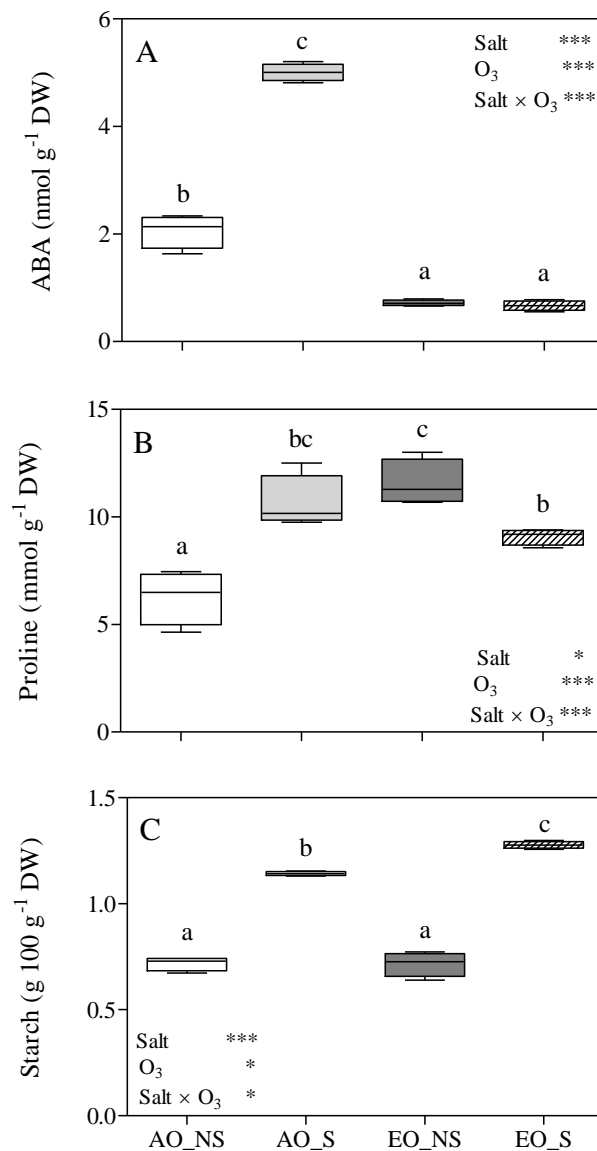 A
ABA (nmol g⁻¹ DW)
6
4
2
0
b
c
a
a
Salt ***
O₃ ***
Salt × O₃ ***
B
Proline (mmol g⁻¹ DW)
15
10
5
0
a
bc
c
b
Salt *
O₃ ***
Salt × O₃ ***
C
Starch (g 100 g⁻¹ DW)
1.5
1.0
0.5
0.0
a
b
a
c
Salt ***
O₃ *
Salt × O₃ *
AO_NS AO_S EO_NS EO_S